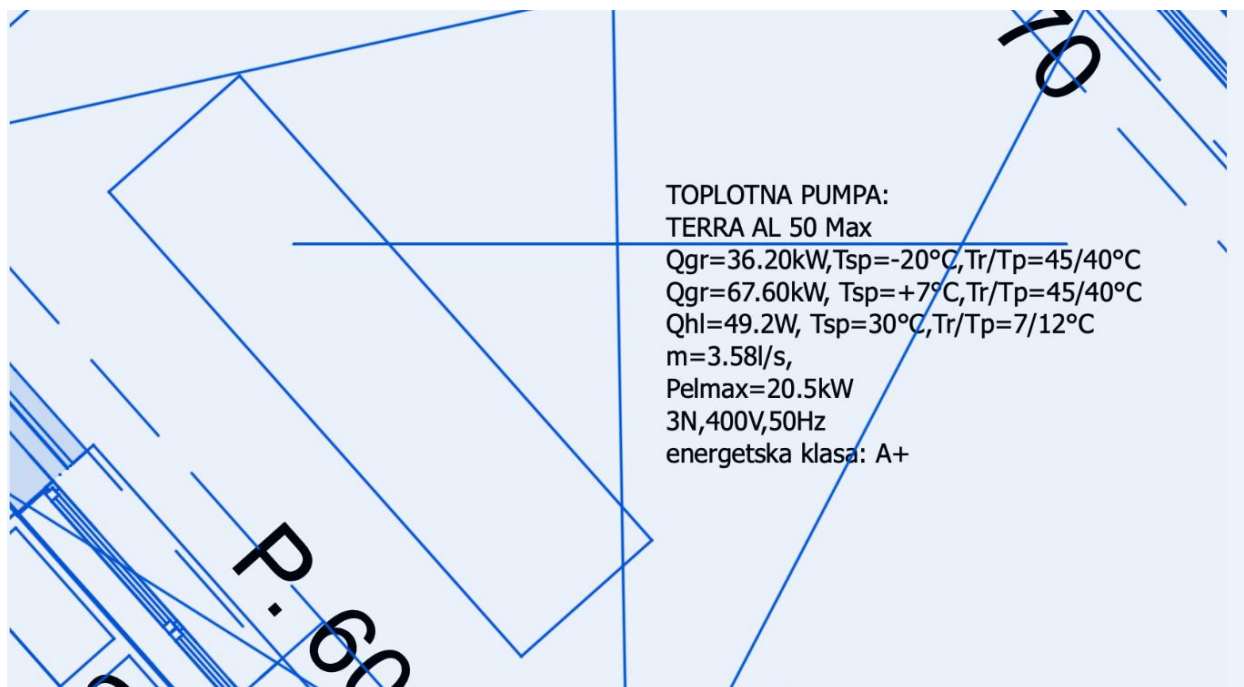 70
TOPLOTNA PUMPA:
TERRA AL 50 Max
Qgr=36.20kW,Tsp=-20°C,Tr/Tp=45/40°C
Qgr=67.60kW, Tsp=+7°C,Tr/Tp=45/40°C
Qhl=49.2W, Tsp=30°C,Tr/Tp=7/12°C
m=3.58l/s,
Pelmax=20.5kW
3N,400V,50Hz
energetska klasa: A+
P.60